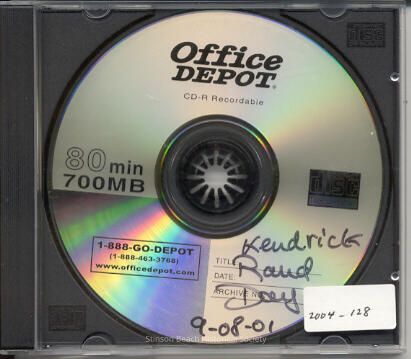 Office
DEPOT
CD-R Recordable
80 min
700MB
1-888-GO-DEPOT
(1-888-463-3768)
www.officedepot.com
TITLE: Kendrick
DATE: Rand
ARCHIVE NO
9-08-01
2004-128
Stinson Beach Historical Society